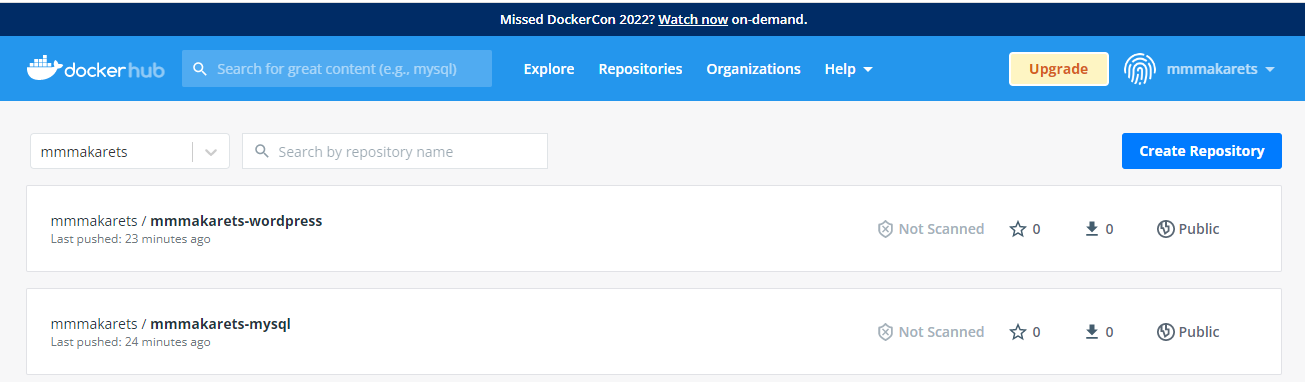 Missed DockerCon 2022? Watch now on-demand.
dockerhub Search for great content (e.g., mysql) Explore Repositories Organizations Help Upgrade mmmakarets
mmmakarets Search by repository name Create Repository
mmmakarets / mmmakarets-wordpress
Last pushed: 23 minutes ago
Not Scanned 0 0 Public
mmmakarets / mmmakarets-mysql
Last pushed: 24 minutes ago
Not Scanned 0 0 Public